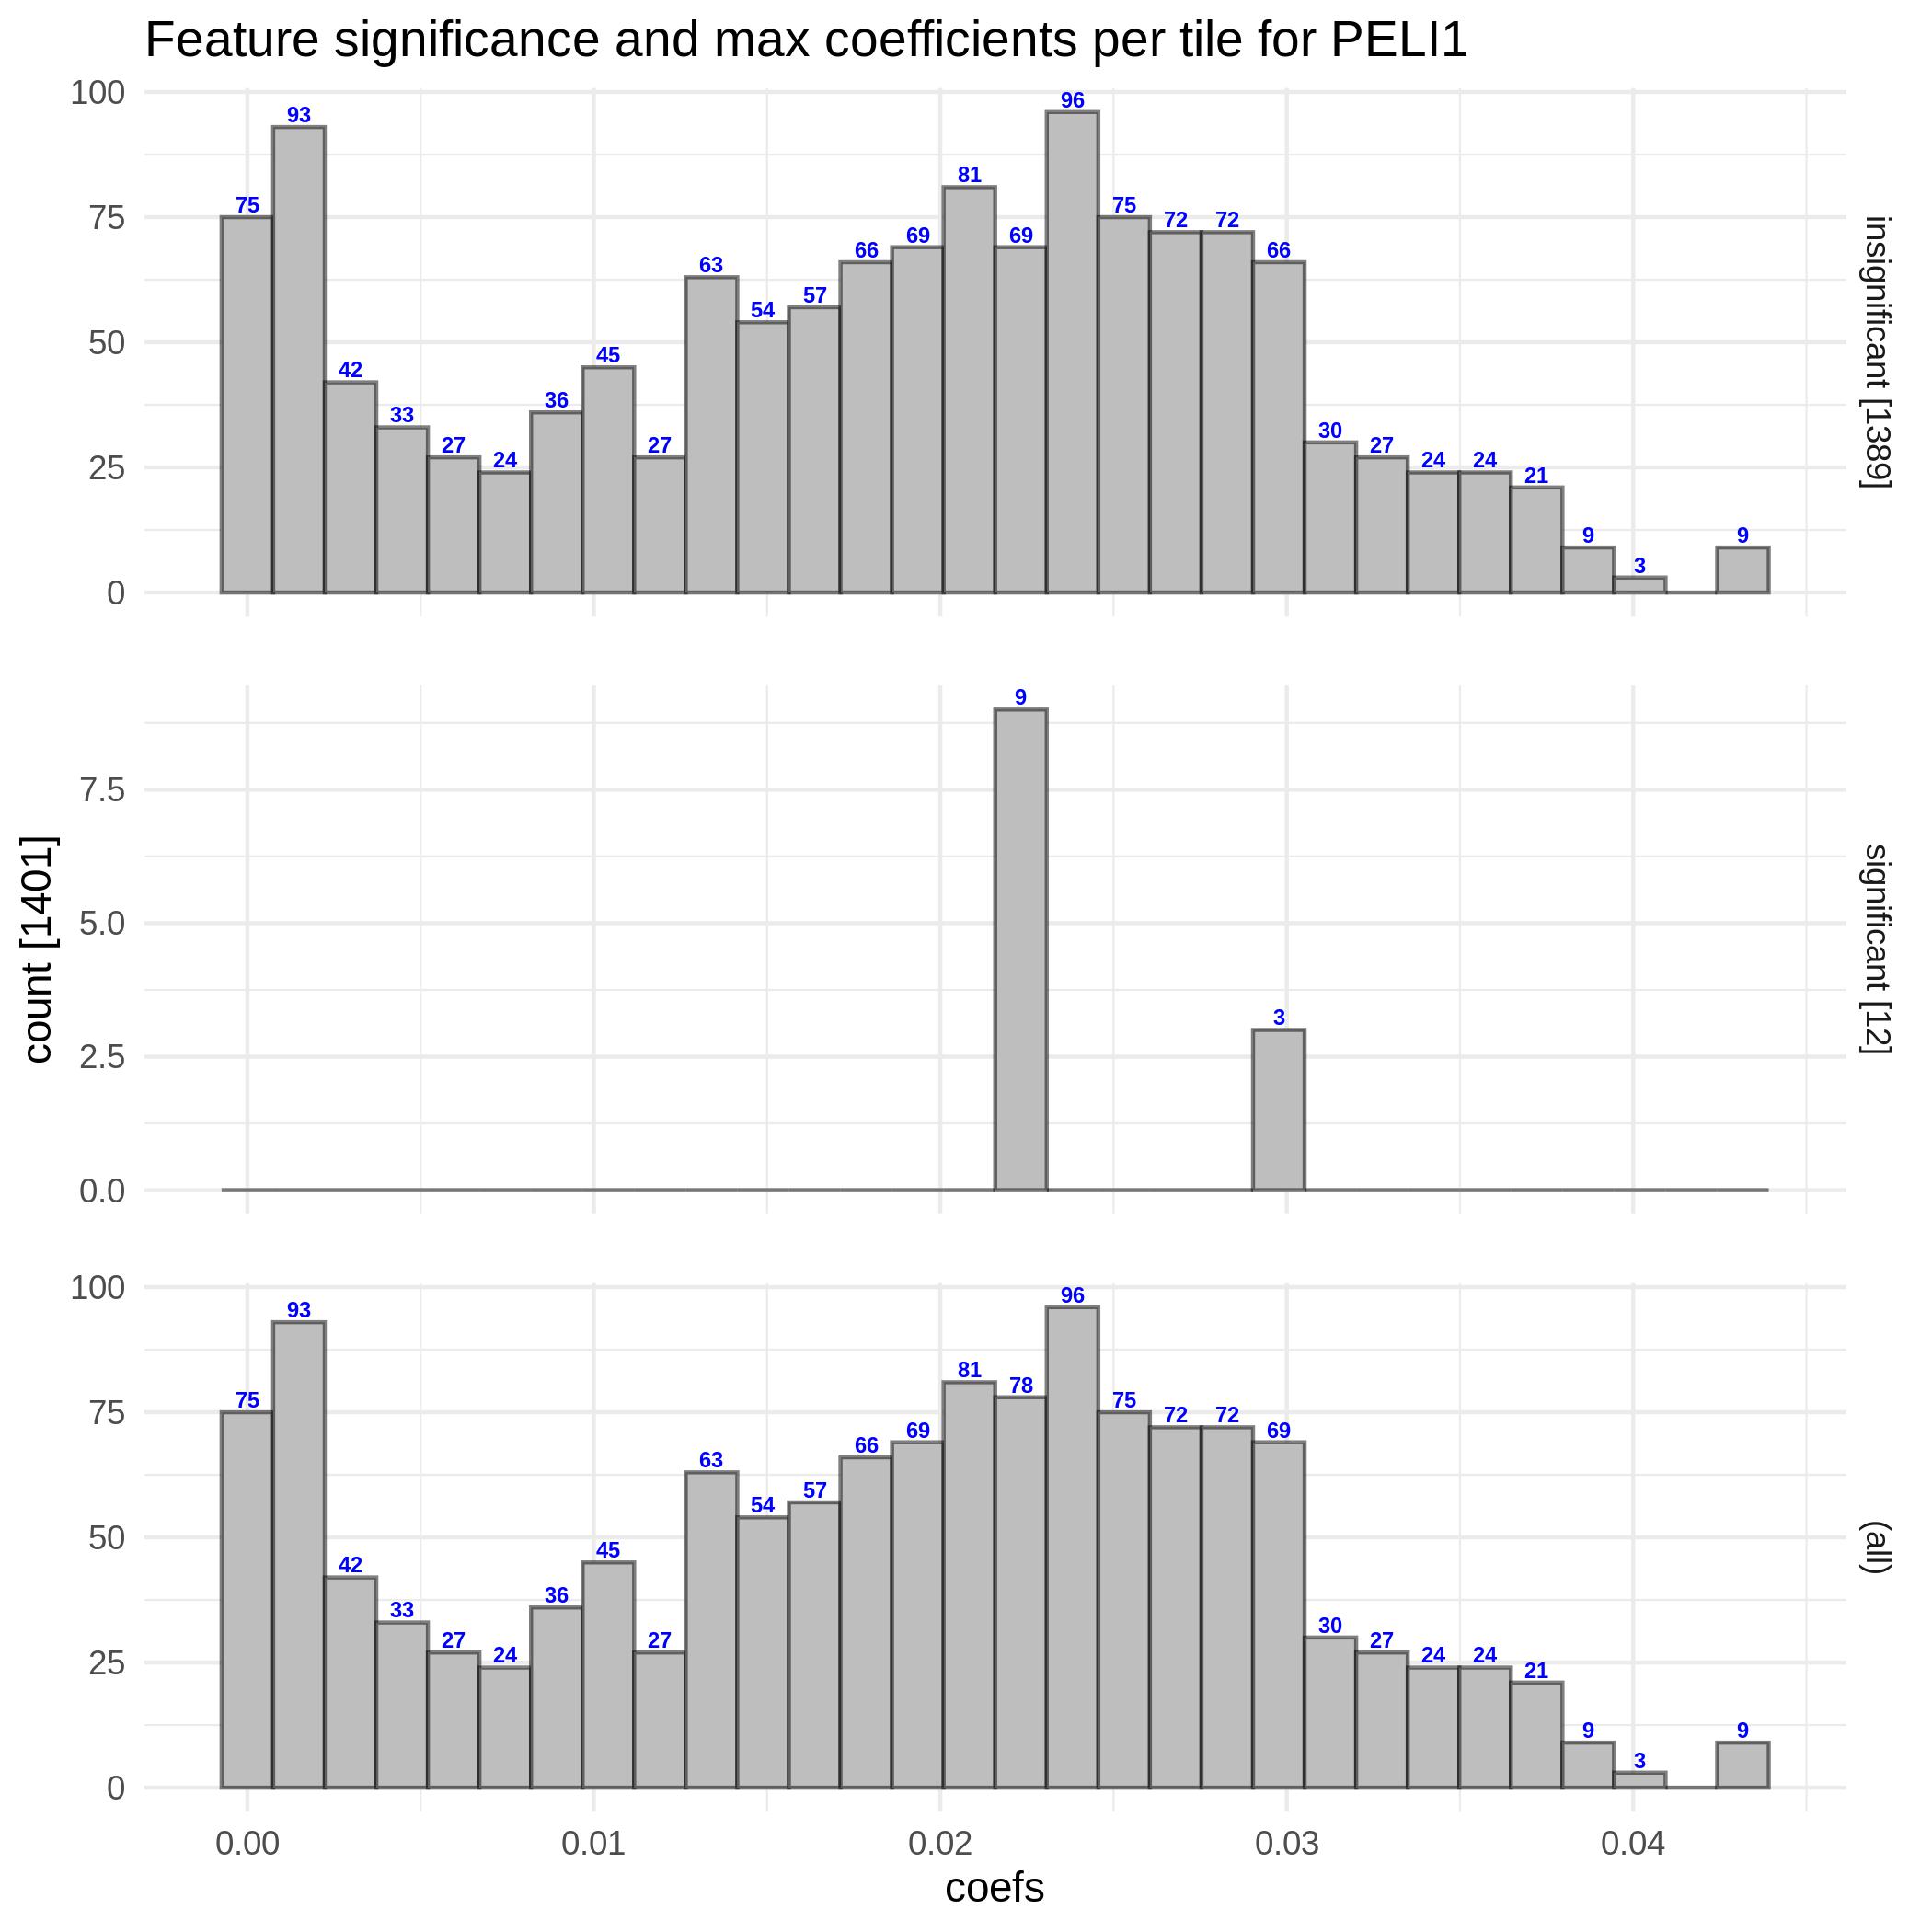 Feature significance and max coefficients per tile for PELI1
100
75
50
25
0
75 93 42 33 27 24 36 45 27 63 54 57 66 69 81 69 96 75 72 72 66 30 27 24 24 21 9 3 9
insignificant [1389]
count [1401]
7.5
5.0
2.5
0.0
9 3
significant [12]
100
75
50
25
0
75 93 42 33 27 24 36 45 27 63 54 57 66 69 81 78 96 75 72 72 69 30 27 24 24 21 9 3 9
(all)
0.00 0.01 0.02 0.03 0.04
coefs